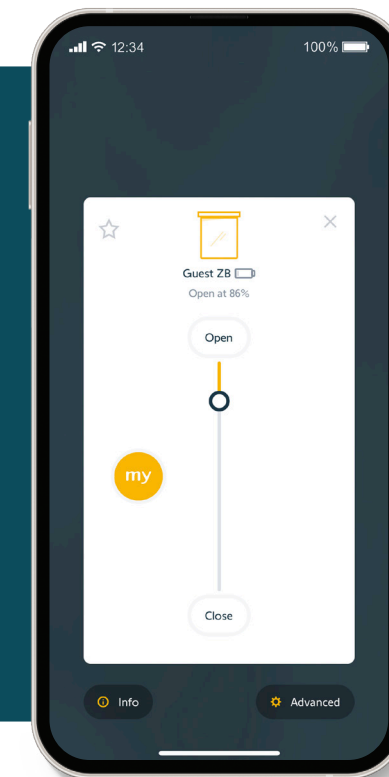 12:34
100%
Guest ZB
Open at 86%
Open
my
Close
Info
Advanced